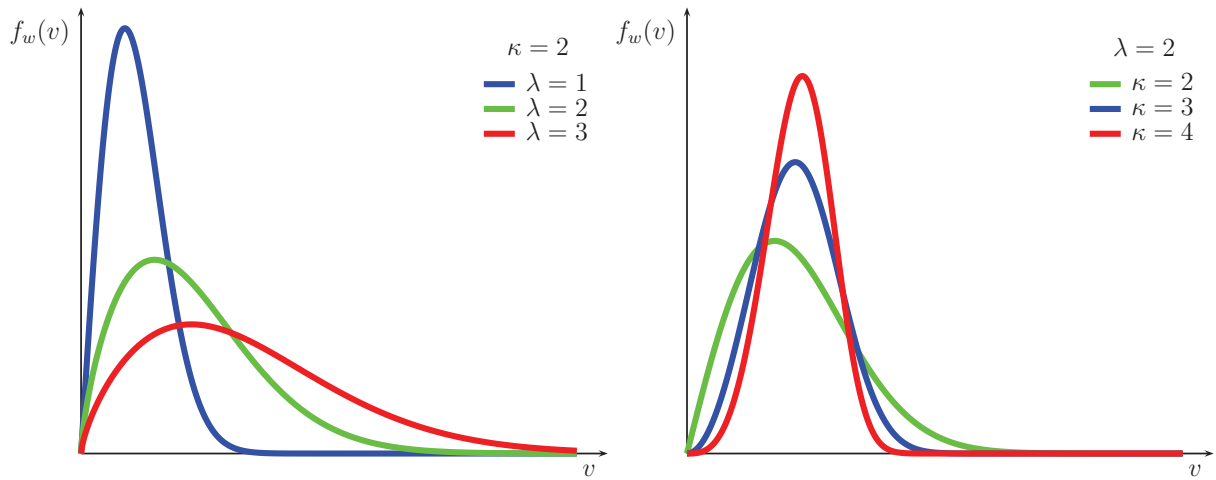 f_w(v)
κ = 2
λ = 1
λ = 2
λ = 3
v
f_w(v)
λ = 2
κ = 2
κ = 3
κ = 4
v